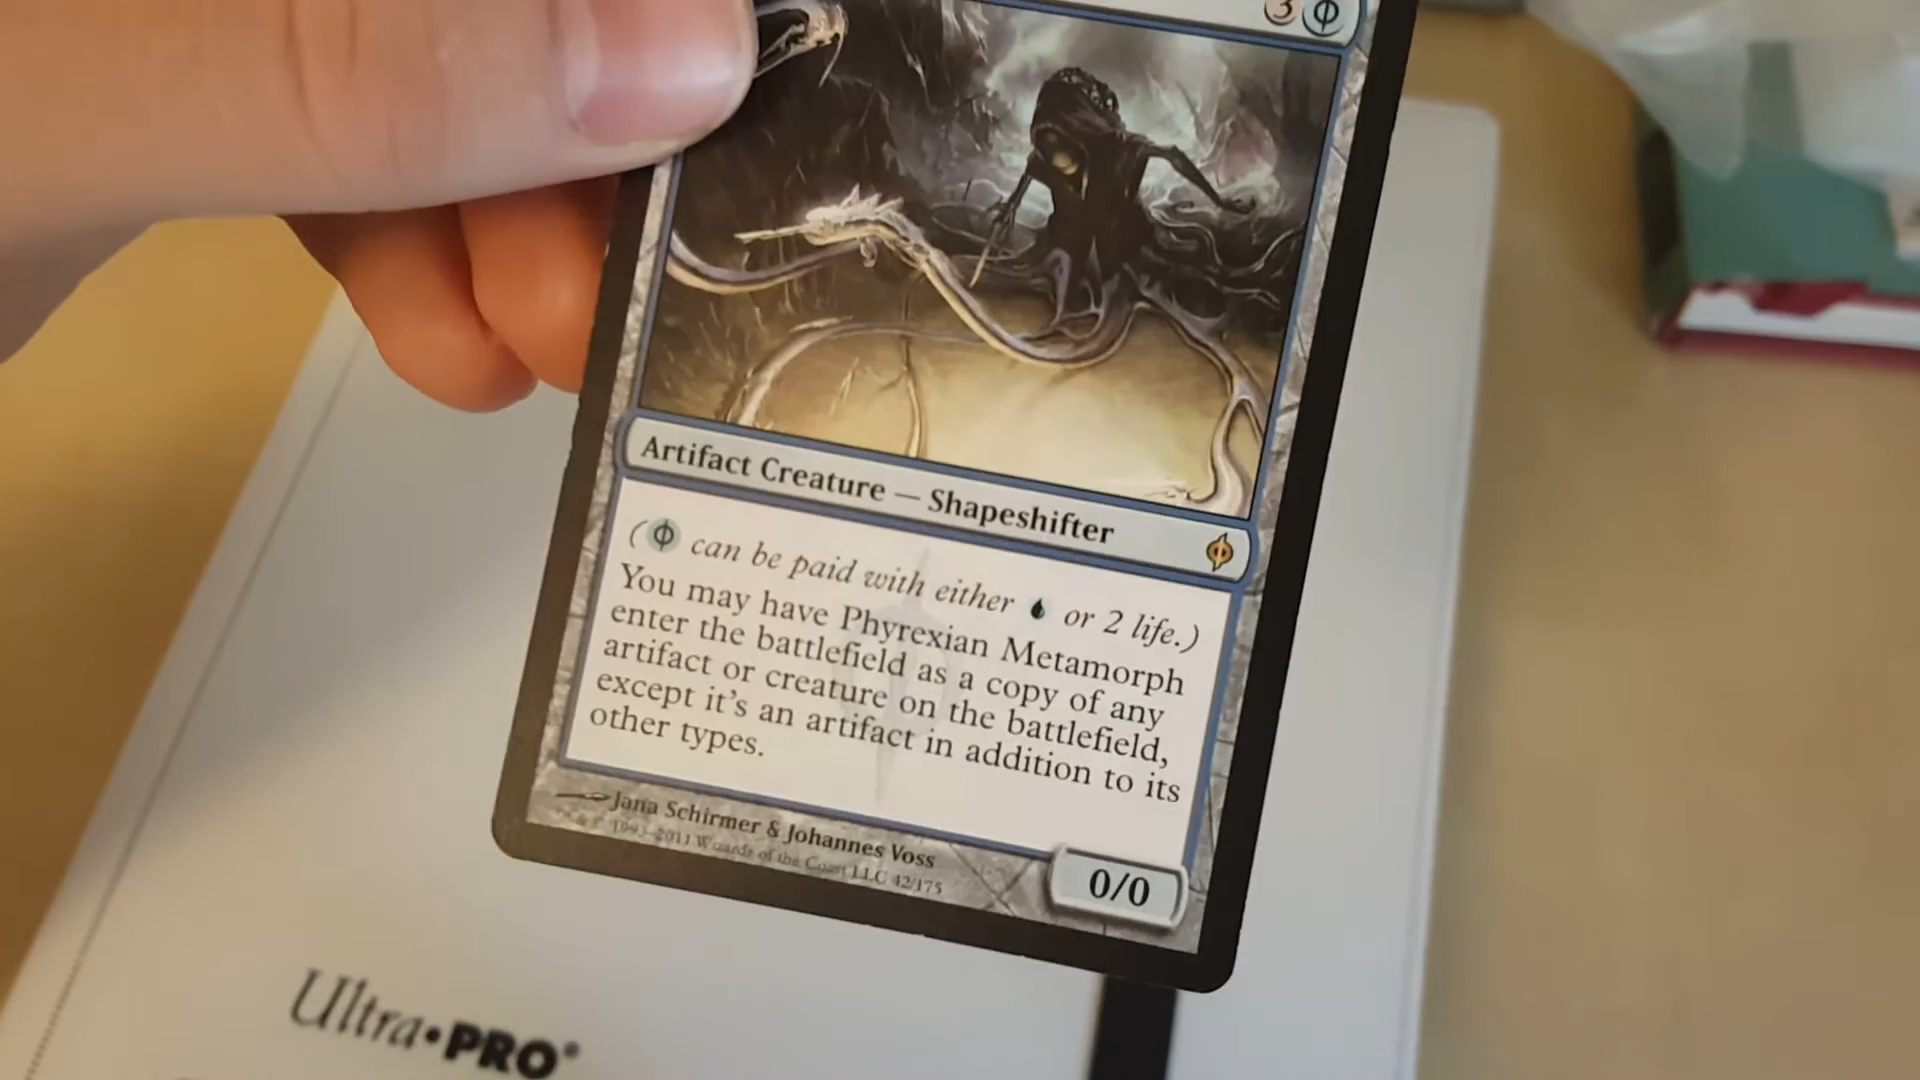 3
Artifact Creature — Shapeshifter
( can be paid with either or 2 life.)
You may have Phyrexian Metamorph
enter the battlefield as a copy of any
artifact or creature on the battlefield,
except it's an artifact in addition to its
other types.
Jana Schirmer & Johannes Voss
1993–2011 Wizards of the Coast LLC 42/175
0/0
Ultra•PRO®